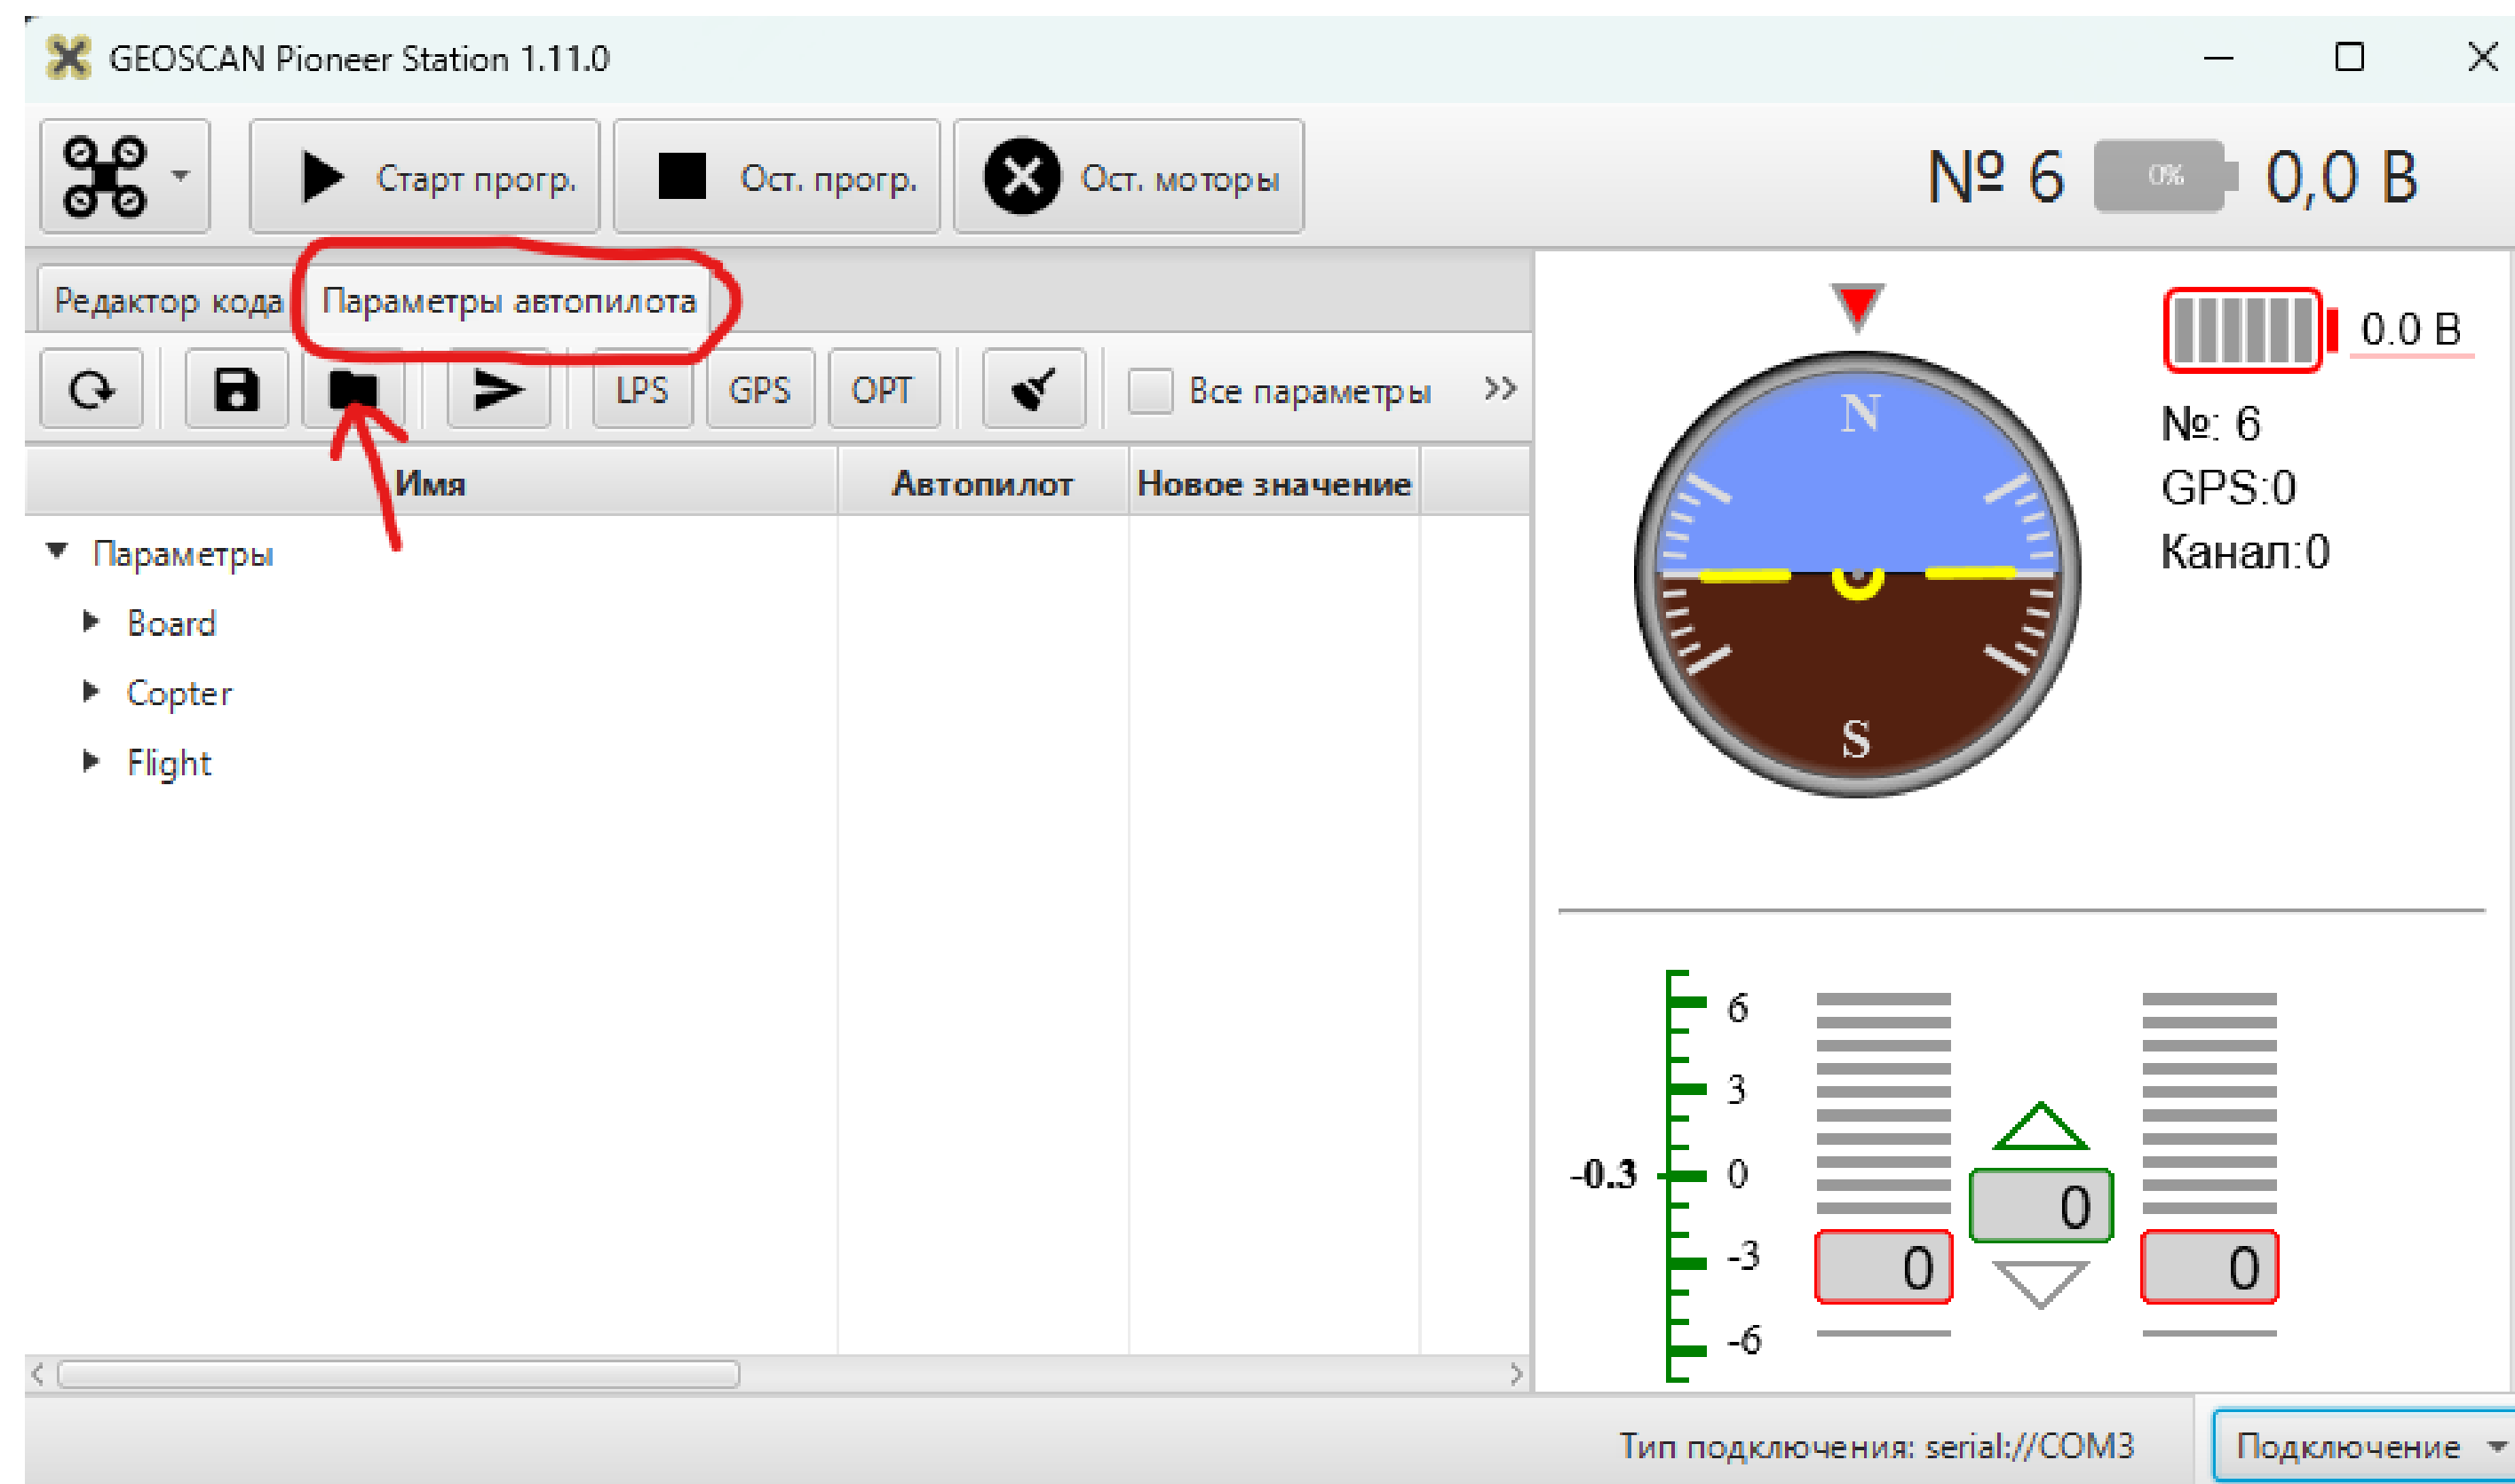 GEOSCAN Pioneer Station 1.11.0
Старт прогр. Ост. прогр. Ост. моторы № 6 0% 0,0 В
Редактор кода Параметры автопилота
LPS GPS OPT Все параметры >>
Имя Автопилот Новое значение
Параметры
Board
Copter
Flight
N
S
0.0 В
№: 6
GPS:0
Канал:0
6
3
-0.3 0
0
-3
0 0
-6
Тип подключения: serial://COM3 Подключение